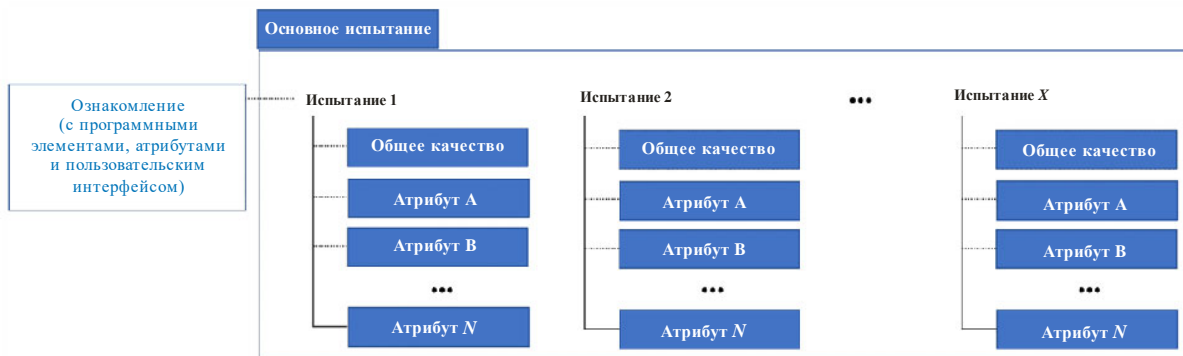 Основное испытание
Ознакомление
(с программными
элементами, атрибутами
и пользовательским
интерфейсом)
Испытание 1
Общее качество
Атрибут A
Атрибут B
•••
Атрибут N
Испытание 2
Общее качество
Атрибут A
Атрибут B
•••
Атрибут N
•••
Испытание X
Общее качество
Атрибут A
Атрибут B
•••
Атрибут N